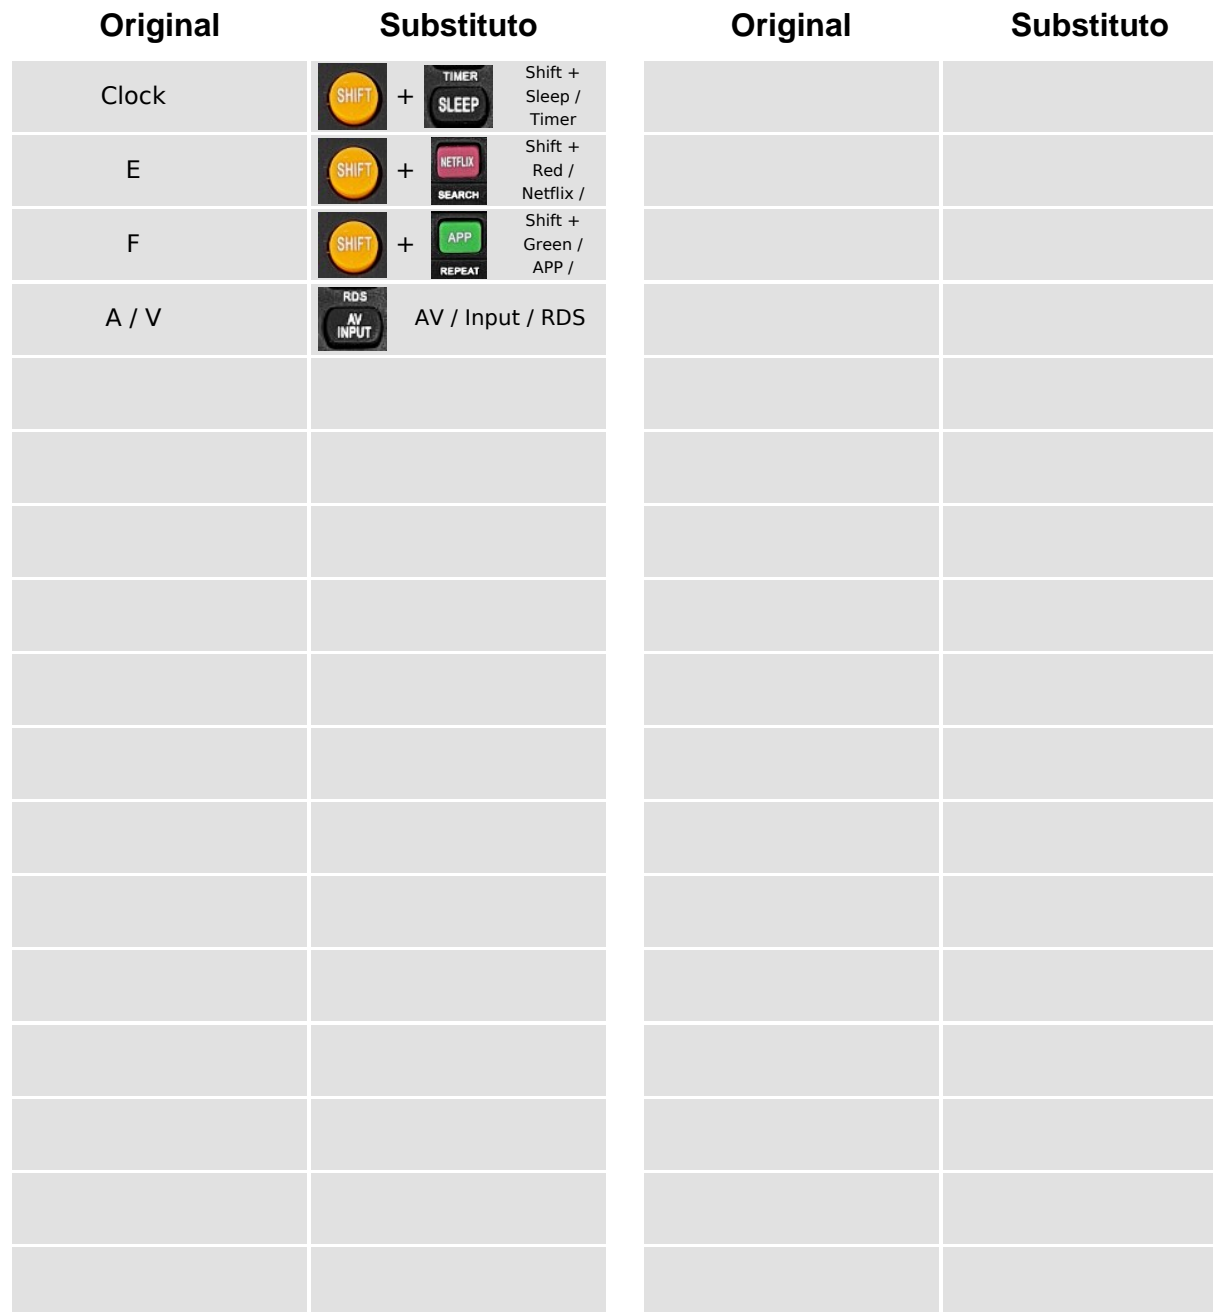 Original Substituto Original Substituto
Clock SHIFT + TIMER SLEEP Shift +
Sleep /
Timer
E SHIFT + NETFLIX SEARCH Shift +
Red /
Netflix /
F SHIFT + APP REPEAT Shift +
Green /
APP /
A / V RDS AV INPUT AV / Input / RDS